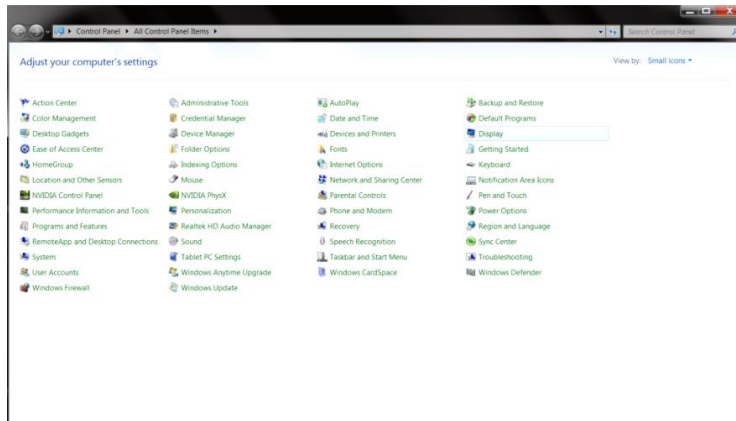 Control Panel ▸ All Control Panel Items ▸ Search Control Panel
Adjust your computer's settings View by: Small icons
Action Center Administrative Tools AutoPlay Backup and Restore
Color Management Credential Manager Date and Time Default Programs
Desktop Gadgets Device Manager Devices and Printers Display
Ease of Access Center Folder Options Fonts Getting Started
HomeGroup Indexing Options Internet Options Keyboard
Location and Other Sensors Mouse Network and Sharing Center Notification Area Icons
NVIDIA Control Panel NVIDIA PhysX Parental Controls Pen and Touch
Performance Information and Tools Personalization Phone and Modem Power Options
Programs and Features Realtek HD Audio Manager Recovery Region and Language
RemoteApp and Desktop Connections Sound Speech Recognition Sync Center
System Tablet PC Settings Taskbar and Start Menu Troubleshooting
User Accounts Windows Anytime Upgrade Windows CardSpace Windows Defender
Windows Firewall Windows Update